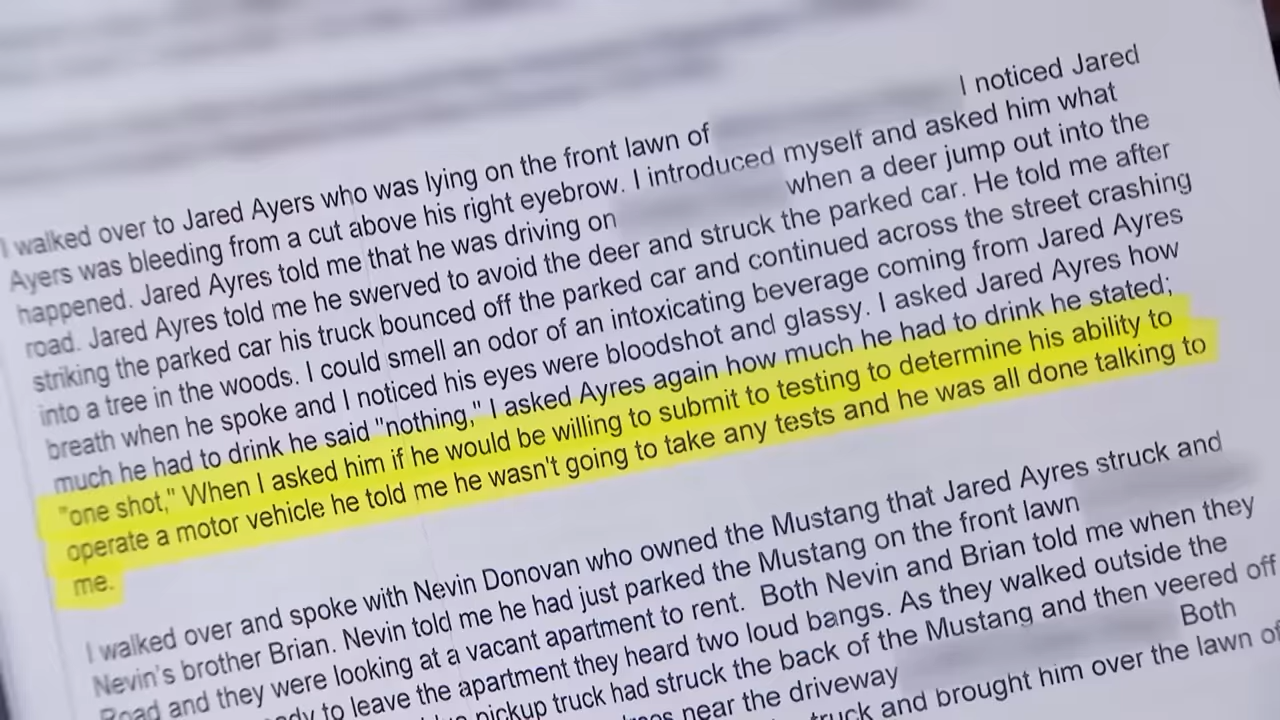 I noticed Jared
I walked over to Jared Ayers who was lying on the front lawn of
Ayers was bleeding from a cut above his right eyebrow. I introduced myself and asked him what
happened. Jared Ayres told me that he was driving on when a deer jump out into the
road. Jared Ayres told me he swerved to avoid the deer and struck the parked car. He told me after
striking the parked car his truck bounced off the parked car and continued across the street crashing
into a tree in the woods. I could smell an odor of an intoxicating beverage coming from Jared Ayres
breath when he spoke and I noticed his eyes were bloodshot and glassy. I asked Jared Ayres how
much he had to drink he said "nothing," I asked Ayres again how much he had to drink he stated;
"one shot," When I asked him if he would be willing to submit to testing to determine his ability to
operate a motor vehicle he told me he wasn't going to take any tests and he was all done talking to
me.
I walked over and spoke with Nevin Donovan who owned the Mustang that Jared Ayres struck and
Nevin's brother Brian. Nevin told me he had just parked the Mustang on the front lawn
Road and they were looking at a vacant apartment to rent. Both Nevin and Brian told me when they
to leave the apartment they heard two loud bangs. As they walked outside the
pickup truck had struck the back of the Mustang and then veered off
near the driveway Both
truck and brought him over the lawn of